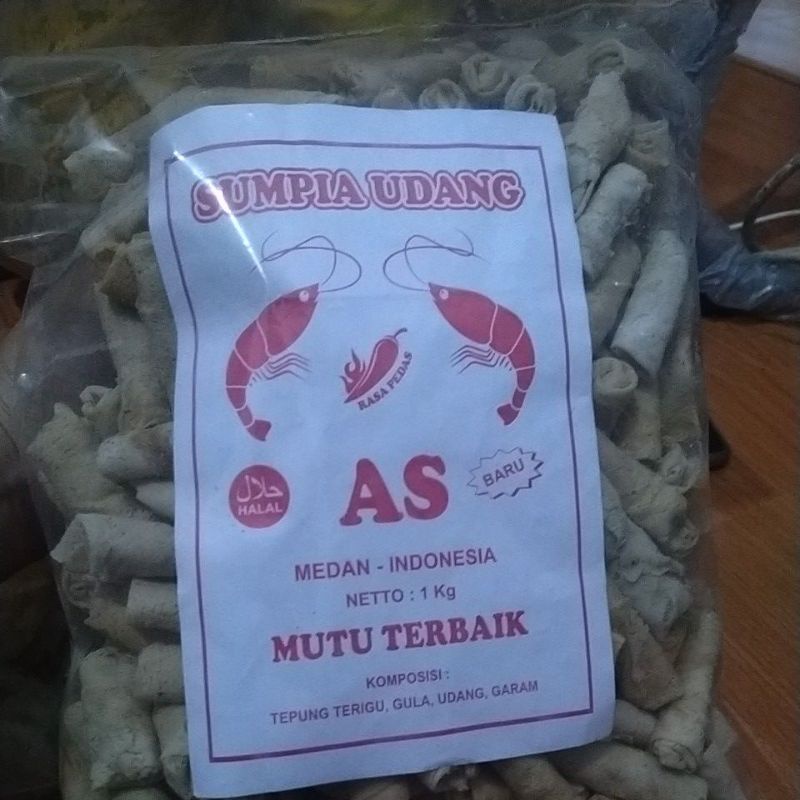 SUMPIA UDANG
RASA PEDAS
حلال
HALAL
AS
BARU
MEDAN - INDONESIA
NETTO : 1 Kg
MUTU TERBAIK
KOMPOSISI :
TEPUNG TERIGU, GULA, UDANG, GARAM